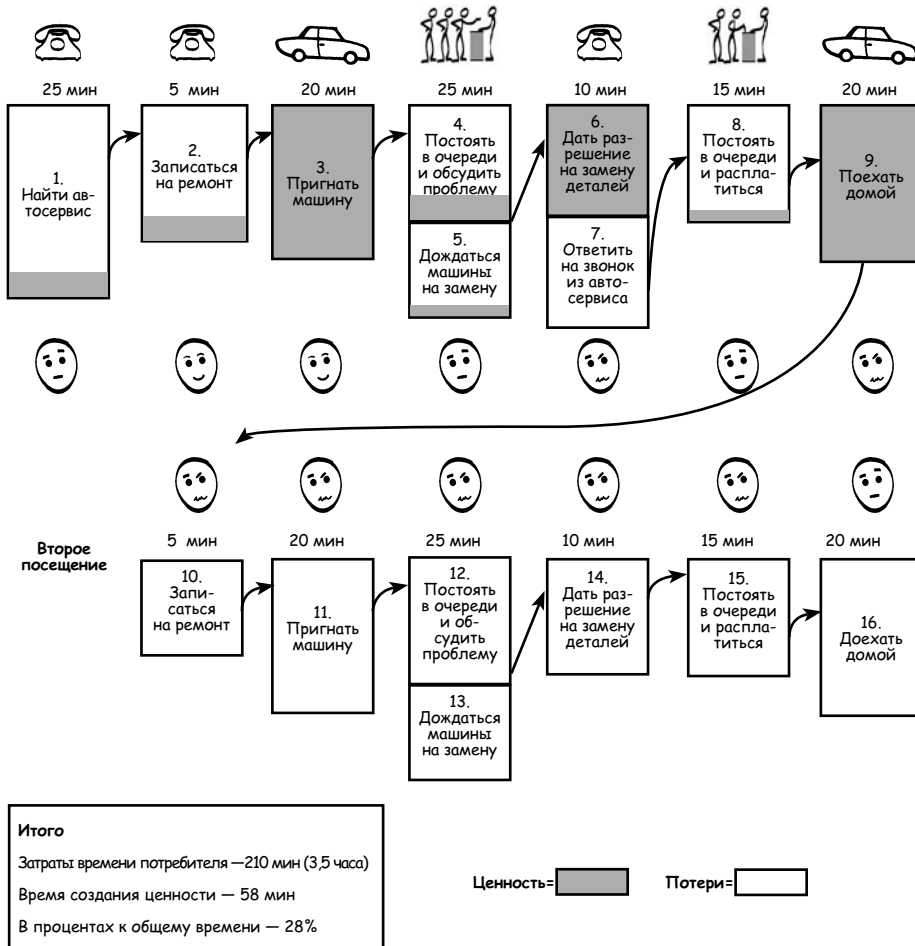 25 мин
5 мин
20 мин
25 мин
10 мин
15 мин
20 мин
1.
Найти ав-
тосервис
2.
Записаться
на ремонт
3.
Пригнать
машину
4.
Постоять
в очереди
и обсудить
проблему
5.
Дождаться
машины
на замену
6.
Дать раз-
решение
на замену
деталей
7.
Ответить
на звонок
из авто-
сервиса
8.
Постоять
в очереди
и распла-
титься
9.
Поехать
домой
Второе
посещение
5 мин
20 мин
25 мин
10 мин
15 мин
20 мин
10.
Запи-
саться
на ремонт
11.
Пригнать
машину
12.
Постоять
в очереди
и об-
судить
проблему
13.
Дождаться
машины
на замену
14.
Дать раз-
решение
на замену
деталей
15.
Постоять
в очереди
и распла-
титься
16.
Доехать
домой
Итого
Затраты времени потребителя —210 мин (3,5 часа)
Время создания ценности — 58 мин
В процентах к общему времени — 28%
Ценность=
Потери=